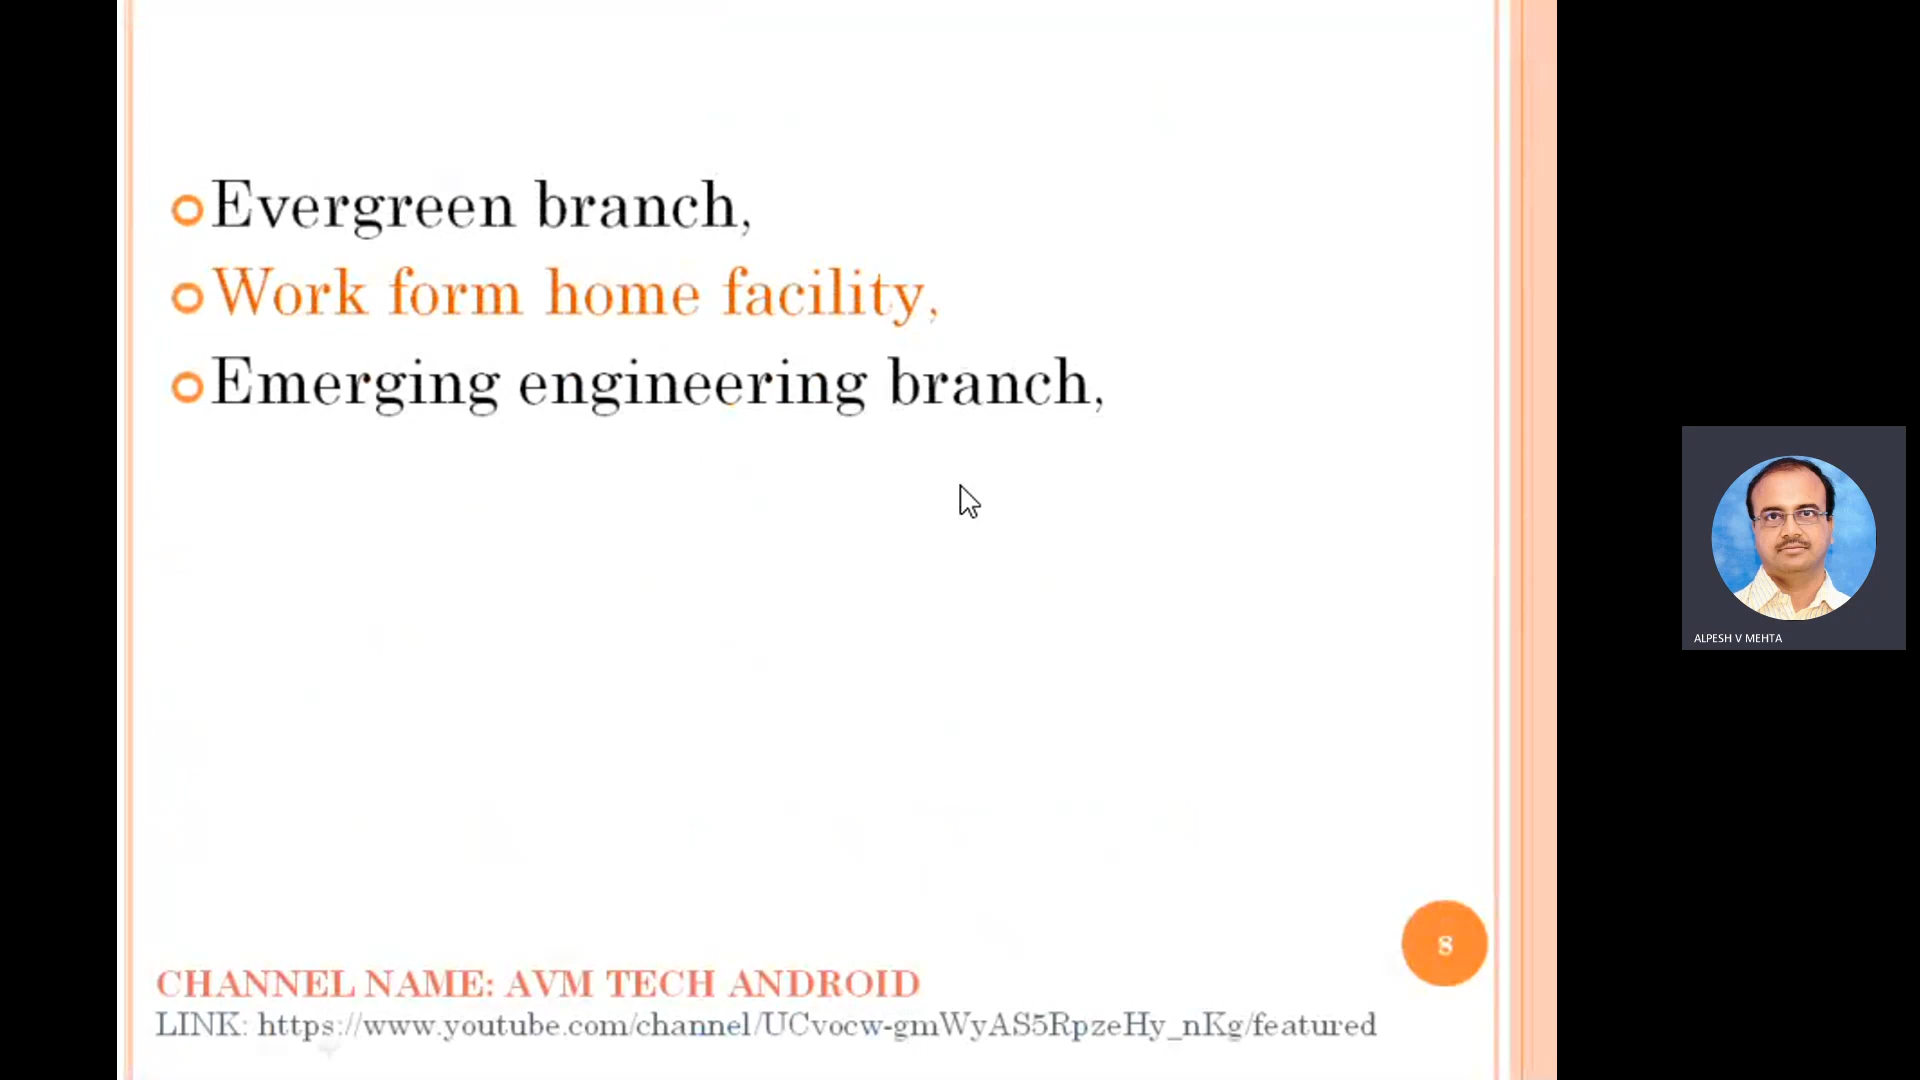 Evergreen branch,
Work form home facility,
Emerging engineering branch,
ALPESH V MEHTA
8
CHANNEL NAME: AVM TECH ANDROID
LINK: https://www.youtube.com/channel/UCvocw-gmWyAS5RpzeHy_nKg/featured